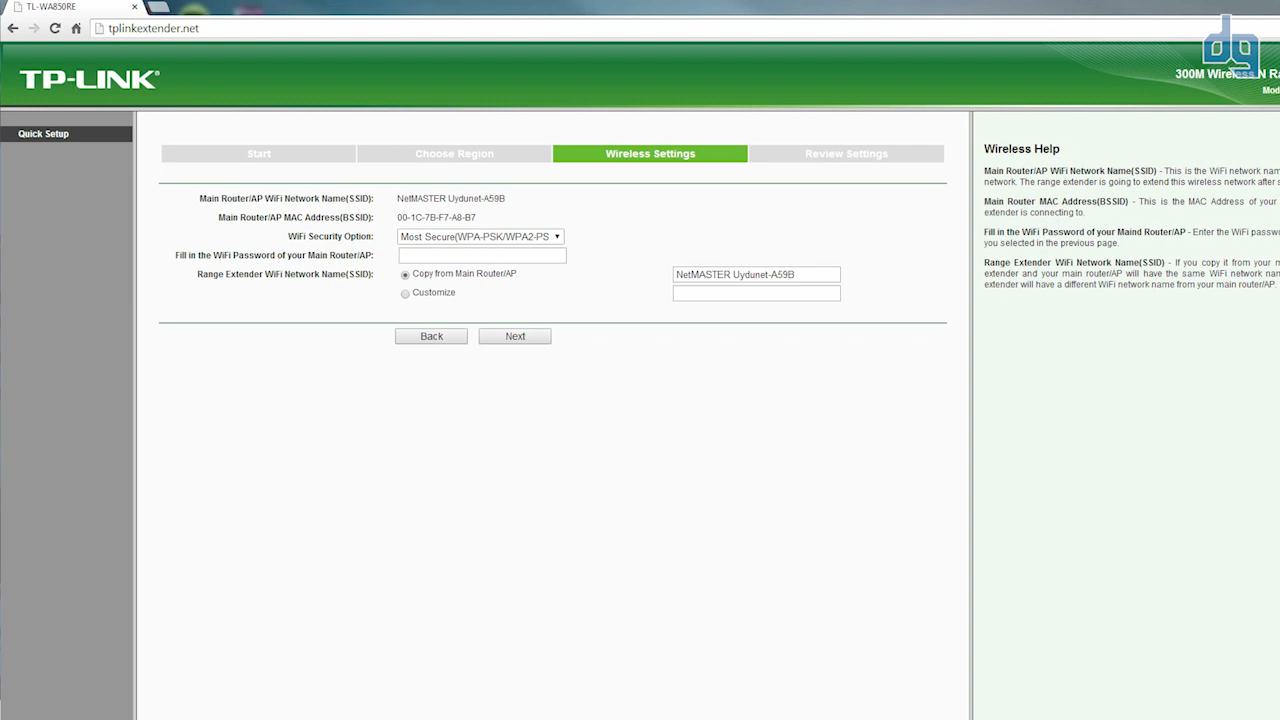 TL-WA850RE
tplinkextender.net
dg
TP-LINK®
300M Wireless N Ra
Mod
Quick Setup
Start Choose Region Wireless Settings Review Settings
Main Router/AP WiFi Network Name(SSID): NetMASTER Uydunet-A59B
Main Router/AP MAC Address(BSSID): 00-1C-7B-F7-A8-B7
WiFi Security Option: Most Secure(WPA-PSK/WPA2-PS
Fill in the WiFi Password of your Main Router/AP:
Range Extender WiFi Network Name(SSID): Copy from Main Router/AP NetMASTER Uydunet-A59B
Customize
Back Next
Wireless Help
Main Router/AP WiFi Network Name(SSID) - This is the WiFi network nam
network. The range extender is going to extend this wireless network after s
Main Router MAC Address(BSSID) - This is the MAC Address of your
extender is connecting to.
Fill in the WiFi Password of your Maind Router/AP - Enter the WiFi passwo
you selected in the previous page.
Range Extender WiFi Network Name(SSID) - If you copy it from your m
extender and your main router/AP will have the same WiFi network nam
extender will have a different WiFi network name from your main router/AP.